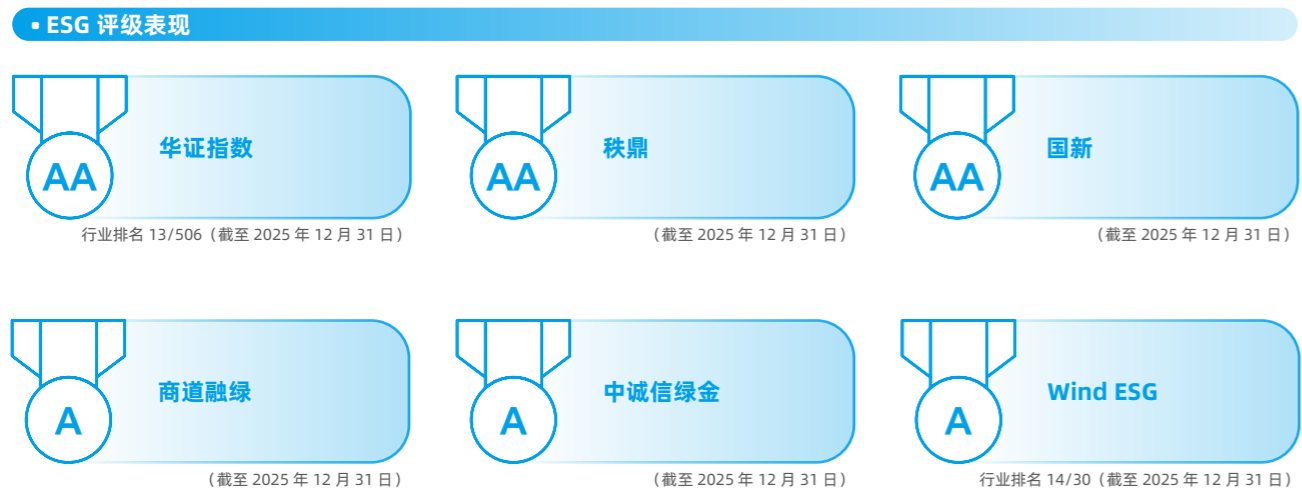 • ESG 评级表现
AA
华证指数
行业排名 13/506（截至 2025 年 12 月 31 日）
AA
秩鼎
（截至 2025 年 12 月 31 日）
AA
国新
（截至 2025 年 12 月 31 日）
A
商道融绿
（截至 2025 年 12 月 31 日）
A
中诚信绿金
（截至 2025 年 12 月 31 日）
A
Wind ESG
行业排名 14/30（截至 2025 年 12 月 31 日）